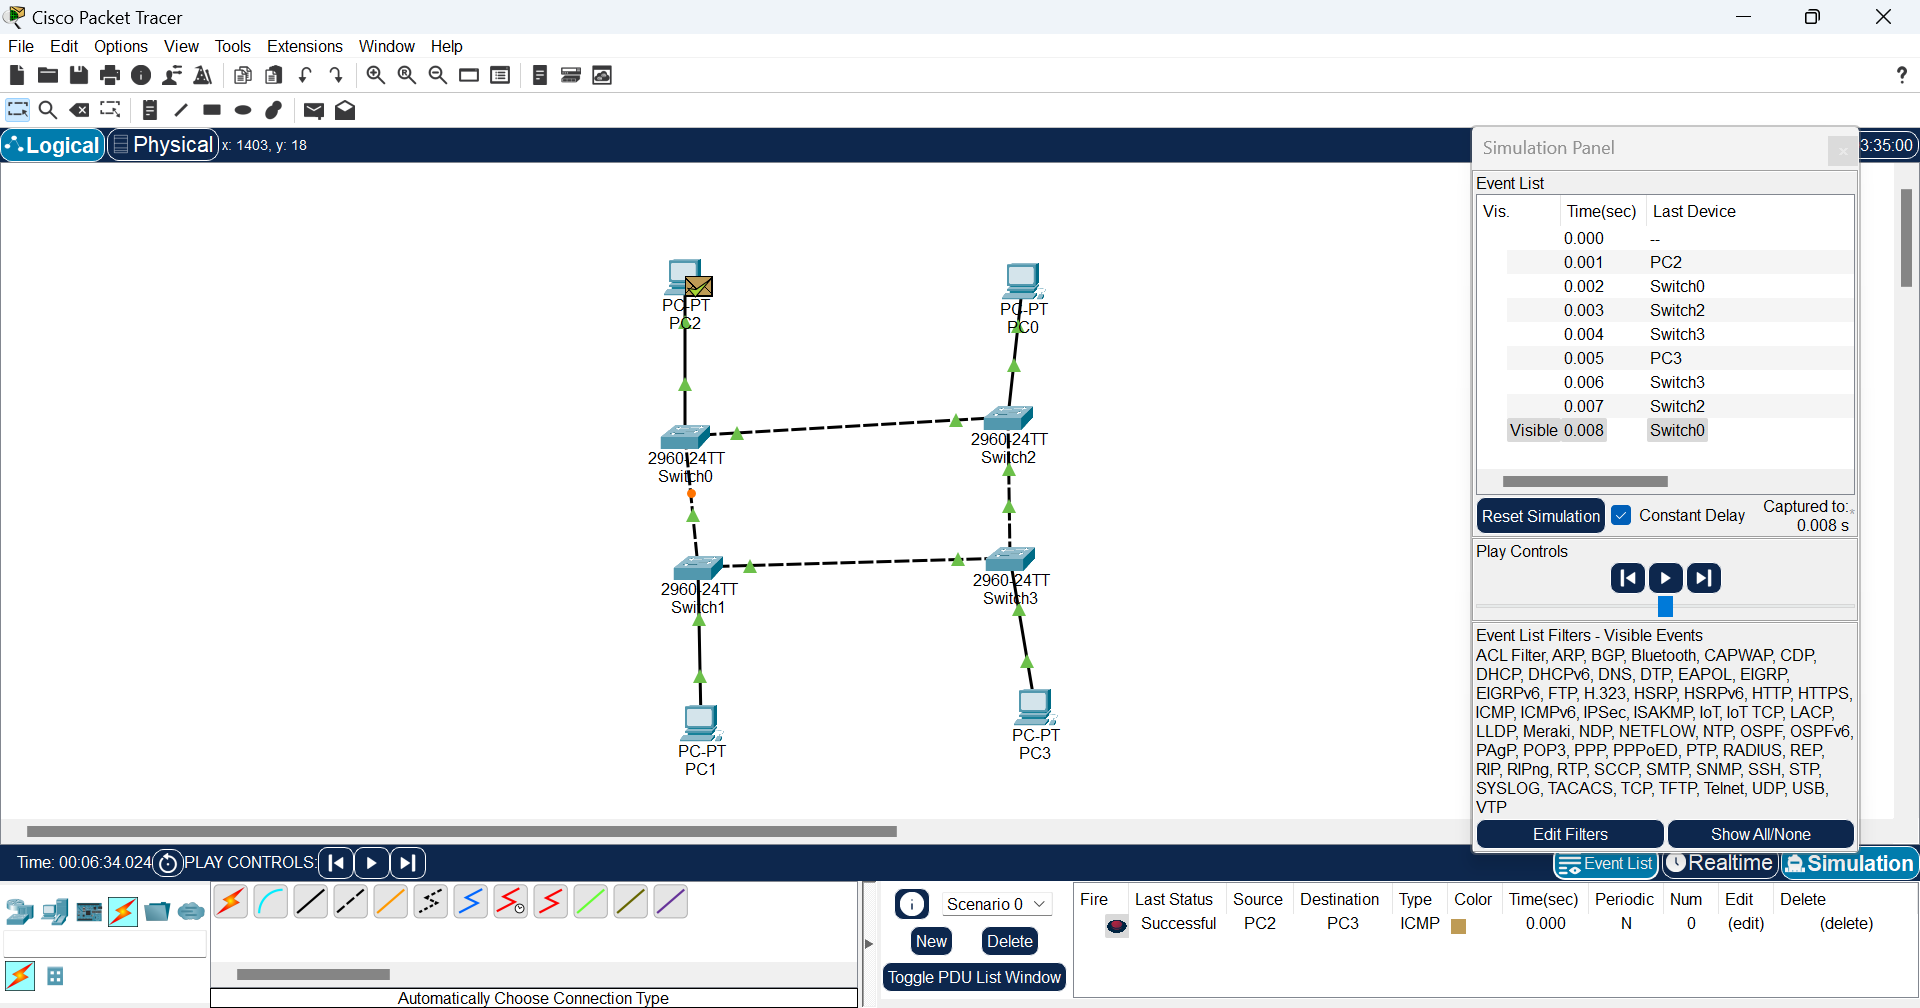 Cisco Packet Tracer
File Edit Options View Tools Extensions Window Help
?
Logical Physical x: 1403, y: 18 3:35:00
Simulation Panel
Event List
Vis. Time(sec) Last Device
0.000 --
0.001 PC2
0.002 Switch0
0.003 Switch2
0.004 Switch3
0.005 PC3
0.006 Switch3
0.007 Switch2
Visible 0.008 Switch0
Reset Simulation Constant Delay Captured to:*
0.008 s
Play Controls
Event List Filters - Visible Events
ACL Filter, ARP, BGP, Bluetooth, CAPWAP, CDP,
DHCP, DHCPv6, DNS, DTP, EAPOL, EIGRP,
EIGRPv6, FTP, H.323, HSRP, HSRPv6, HTTP, HTTPS,
ICMP, ICMPv6, IPSec, ISAKMP, IoT, IoT TCP, LACP,
LLDP, Meraki, NDP, NETFLOW, NTP, OSPF, OSPFv6,
PAgP, POP3, PPP, PPPoED, PTP, RADIUS, REP,
RIP, RIPng, RTP, SCCP, SMTP, SNMP, SSH, STP,
SYSLOG, TACACS, TCP, TFTP, Telnet, UDP, USB,
VTP
Edit Filters Show All/None
PC-PT
PC2
PC-PT
PC0
2960-24TT
Switch0
2960-24TT
Switch2
2960-24TT
Switch1
2960-24TT
Switch3
PC-PT
PC1
PC-PT
PC3
Time: 00:06:34.024 PLAY CONTROLS:
Event List Realtime Simulation
Scenario 0
New Delete
Toggle PDU List Window
Fire Last Status Source Destination Type Color Time(sec) Periodic Num Edit Delete
Successful PC2 PC3 ICMP 0.000 N 0 (edit) (delete)
Automatically Choose Connection Type